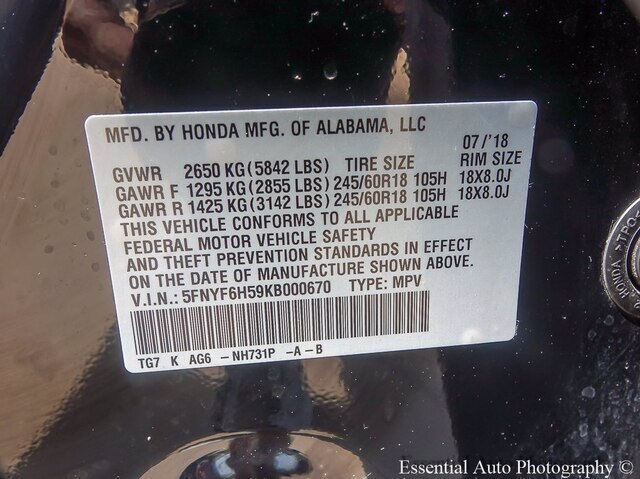 MFD. BY HONDA MFG. OF ALABAMA, LLC 07/'18
GVWR 2650 KG (5842 LBS) TIRE SIZE RIM SIZE
GAWR F 1295 KG (2855 LBS) 245/60R18 105H 18X8.0J
GAWR R 1425 KG (3142 LBS) 245/60R18 105H 18X8.0J
THIS VEHICLE CONFORMS TO ALL APPLICABLE
FEDERAL MOTOR VEHICLE SAFETY
AND THEFT PREVENTION STANDARDS IN EFFECT
ON THE DATE OF MANUFACTURE SHOWN ABOVE.
V.I.N.: 5FNYF6H59KB000670 TYPE: MPV
TG7 K AG6 -NH731P -A-B
HONDA
Essential Auto Photography (c)